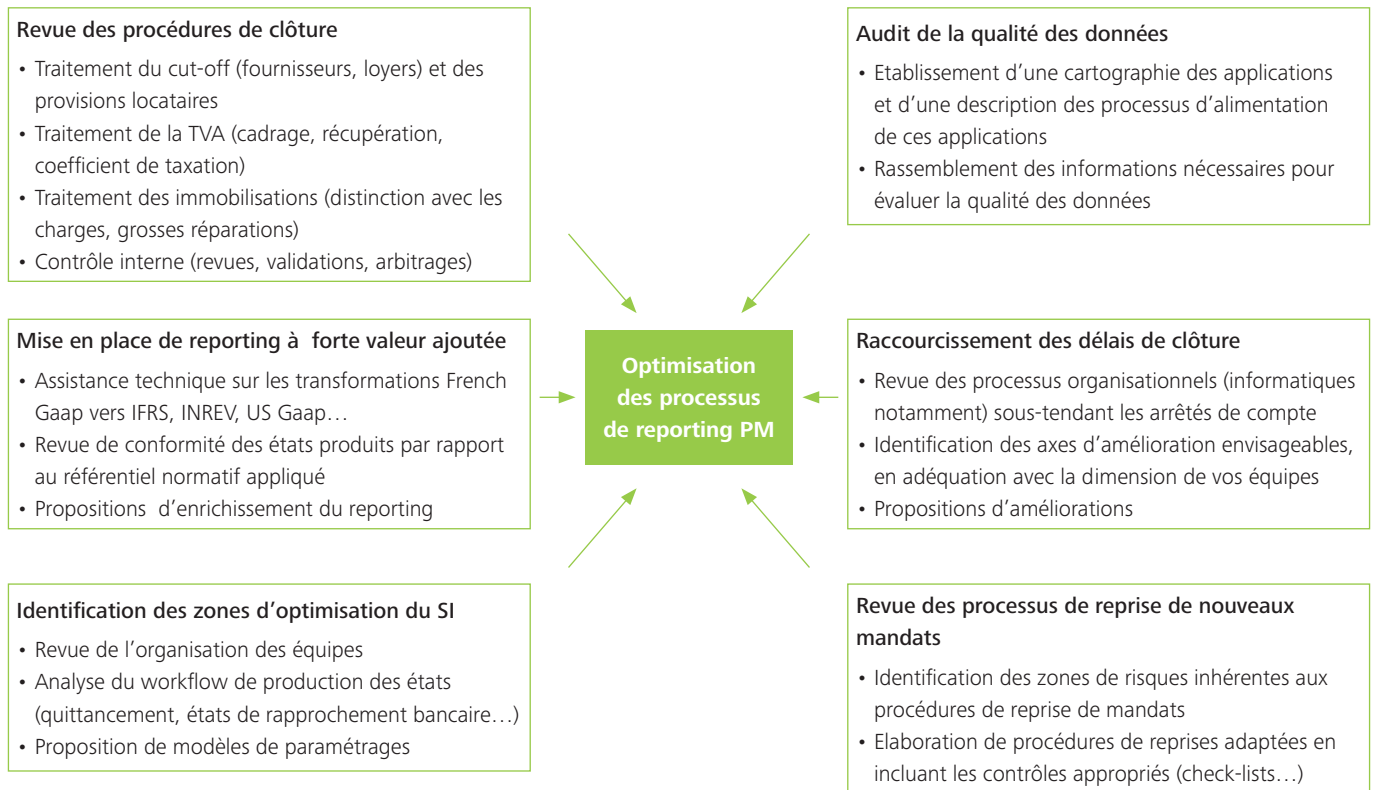 Revue des procédures de clôture
• Traitement du cut-off (fournisseurs, loyers) et des
provisions locataires
• Traitement de la TVA (cadrage, récupération,
coefficient de taxation)
• Traitement des immobilisations (distinction avec les
charges, grosses réparations)
• Contrôle interne (revues, validations, arbitrages)
Audit de la qualité des données
• Etablissement d’une cartographie des applications
et d’une description des processus d’alimentation
de ces applications
• Rassemblement des informations nécessaires pour
évaluer la qualité des données
Mise en place de reporting à  forte valeur ajoutée
• Assistance technique sur les transformations French
Gaap vers IFRS, INREV, US Gaap…
• Revue de conformité des états produits par rapport
au référentiel normatif appliqué
• Propositions  d’enrichissement du reporting
Optimisation
des processus
de reporting PM
Raccourcissement des délais de clôture
• Revue des processus organisationnels (informatiques
notamment) sous-tendant les arrêtés de compte
• Identification des axes d’amélioration envisageables,
en adéquation avec la dimension de vos équipes
• Propositions d’améliorations
Identification des zones d’optimisation du SI
• Revue de l’organisation des équipes
• Analyse du workflow de production des états
(quittancement, états de rapprochement bancaire…)
• Proposition de modèles de paramétrages
Revue des processus de reprise de nouveaux
mandats
• Identification des zones de risques inhérentes aux
procédures de reprise de mandats
• Elaboration de procédures de reprises adaptées en
incluant les contrôles appropriés (check-lists…)